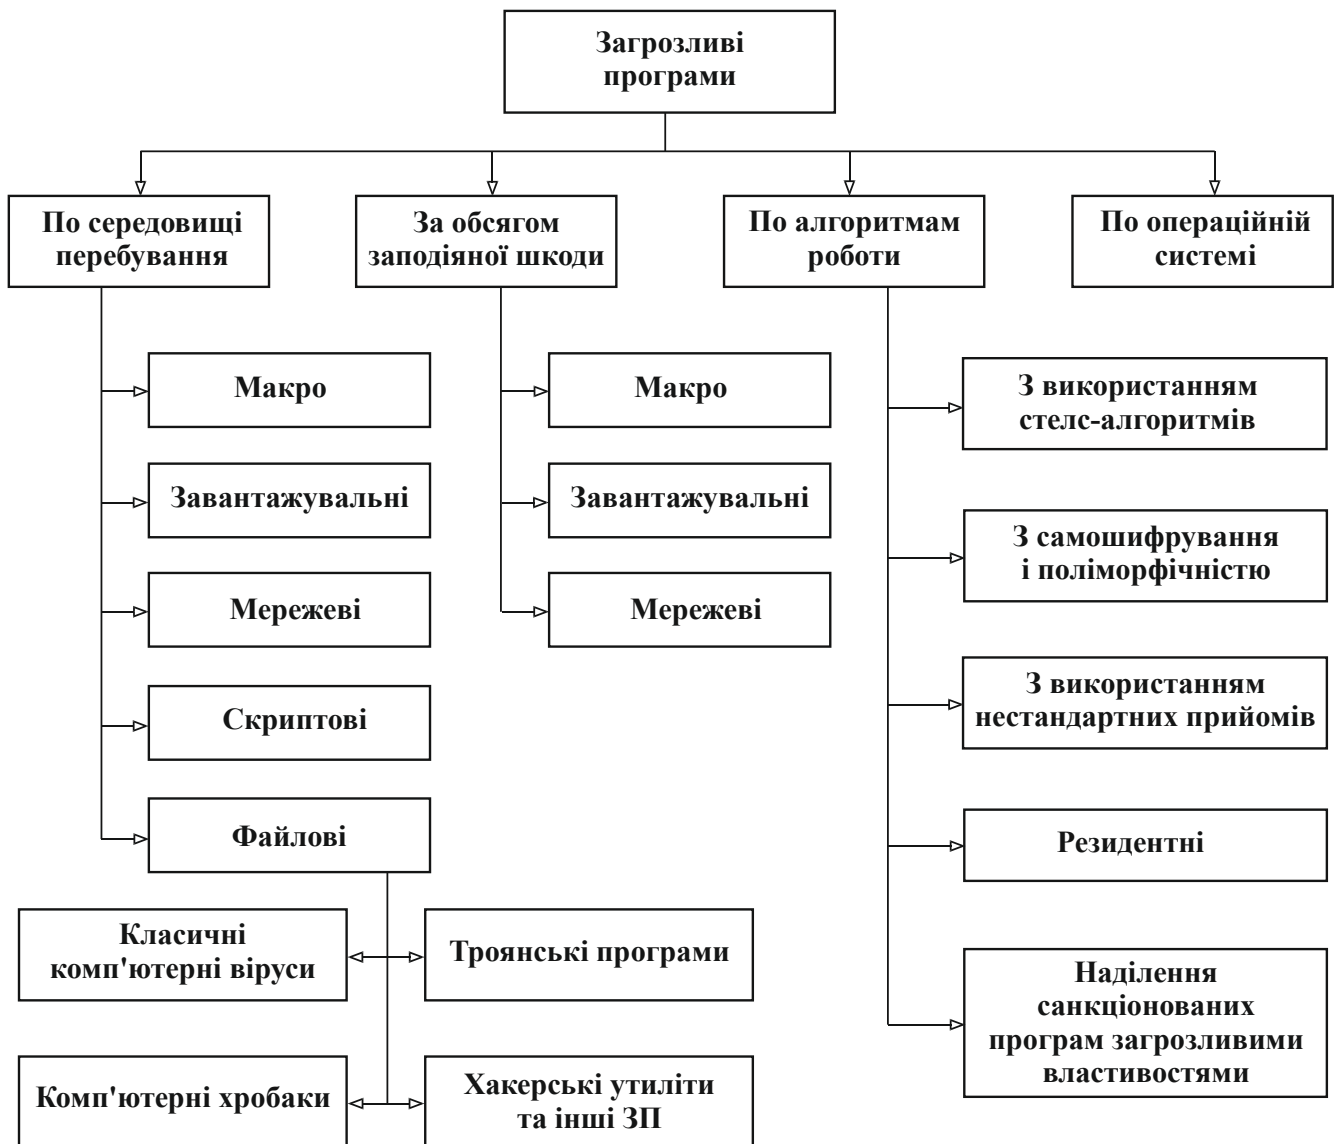 Загрозливі
програми
По середовищі
перебування
За обсягом
заподіяної шкоди
По алгоритмам
роботи
По операційній
системі
Макро
Завантажувальні
Мережеві
Скриптові
Файлові
Класичні
комп'ютерні віруси
Троянські програми
Комп'ютерні хробаки
Хакерські утиліти
та інші ЗП
Макро
Завантажувальні
Мережеві
З використанням
стелс-алгоритмів
З самошифрування
і поліморфічністю
З використанням
нестандартних прийомів
Резидентні
Наділення
санкціонованих
програм загрозливими
властивостями